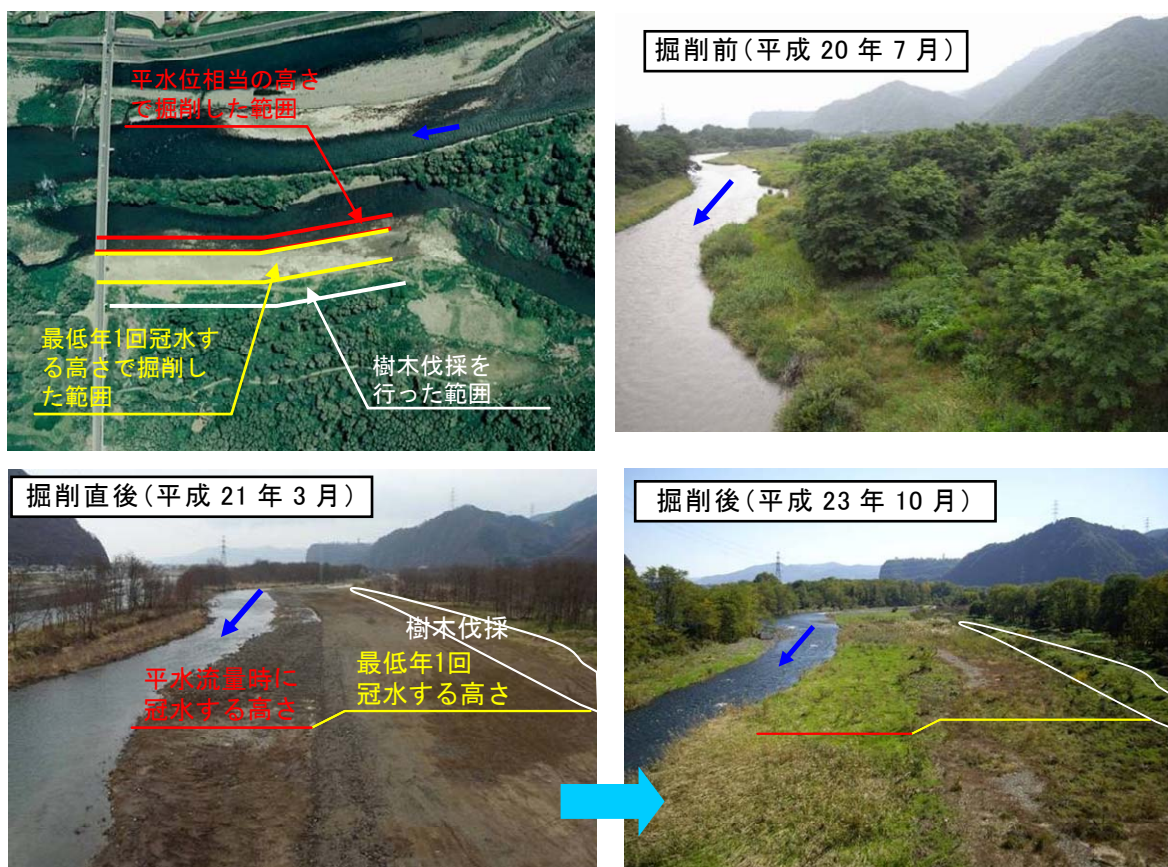 平水位相当の高さ
で掘削した範囲
最低年1回冠水す
る高さで掘削し
た範囲
樹木伐採を
行った範囲
掘削前(平成 20 年 7 月)
掘削直後(平成 21 年 3 月)
樹木伐採
平水流量時に
冠水する高さ
最低年1回
冠水する高さ
掘削後(平成 23 年 10 月)